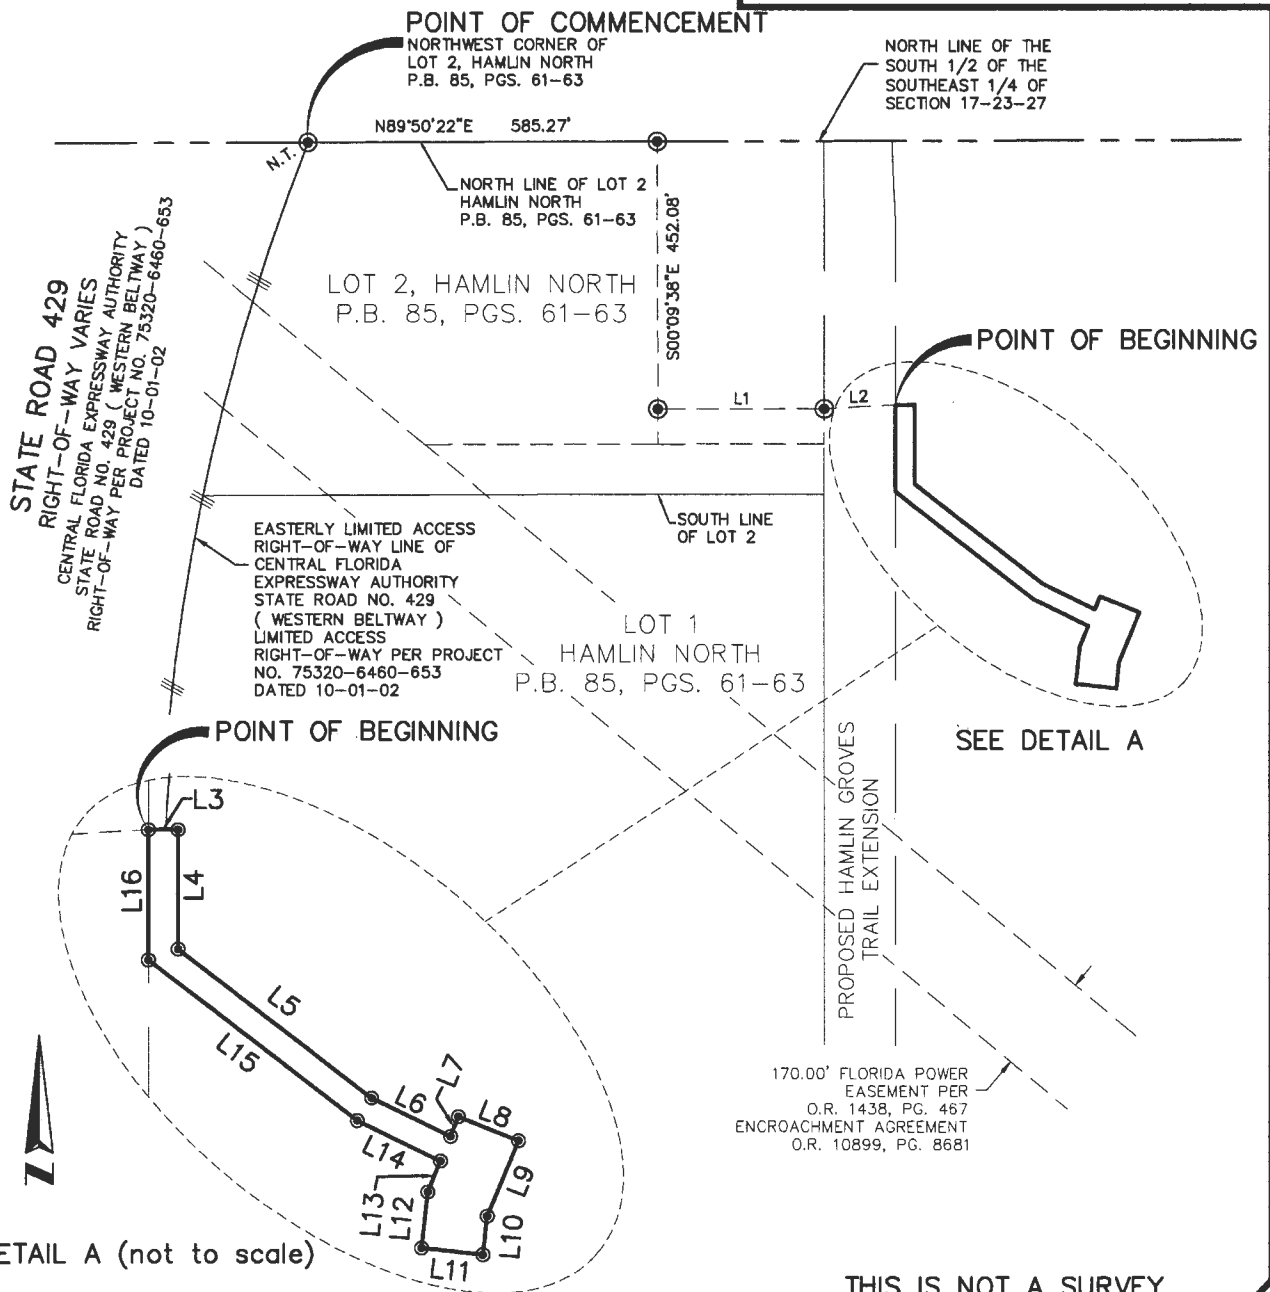 POINT OF COMMENCEMENT
NORTHWEST CORNER OF
LOT 2, HAMLIN NORTH
P.B. 85, PGS. 61-63
NORTH LINE OF THE
SOUTH 1/2 OF THE
SOUTHEAST 1/4 OF
SECTION 17-23-27
N89°50'22"E 585.27'
N.T.
NORTH LINE OF LOT 2
HAMLIN NORTH
P.B. 85, PGS. 61-63
S00°09'38"E 452.08'
STATE ROAD 429
RIGHT-OF-WAY VARIES
CENTRAL FLORIDA EXPRESSWAY AUTHORITY
STATE ROAD NO. 429 ( WESTERN BELTWAY )
RIGHT-OF-WAY PER PROJECT NO. 75320-6460-653
DATED 10-01-02
LOT 2, HAMLIN NORTH
P.B. 85, PGS. 61-63
POINT OF BEGINNING
L1
L2
SOUTH LINE
OF LOT 2
EASTERLY LIMITED ACCESS
RIGHT-OF-WAY LINE OF
CENTRAL FLORIDA
EXPRESSWAY AUTHORITY
STATE ROAD NO. 429
( WESTERN BELTWAY )
LIMITED ACCESS
RIGHT-OF-WAY PER PROJECT
NO. 75320-6460-653
DATED 10-01-02
LOT 1
HAMLIN NORTH
P.B. 85, PGS. 61-63
POINT OF BEGINNING
SEE DETAIL A
PROPOSED HAMLIN GROVES
TRAIL EXTENSION
L3
L16
L4
L5
L15
L7
L6
L8
L14
L9
L13
L12
L10
L11
170.00' FLORIDA POWER
EASEMENT PER
O.R. 1438, PG. 467
ENCROACHMENT AGREEMENT
O.R. 10899, PG. 8681
N
ETAIL A (not to scale)
THIS IS NOT A SURVEY